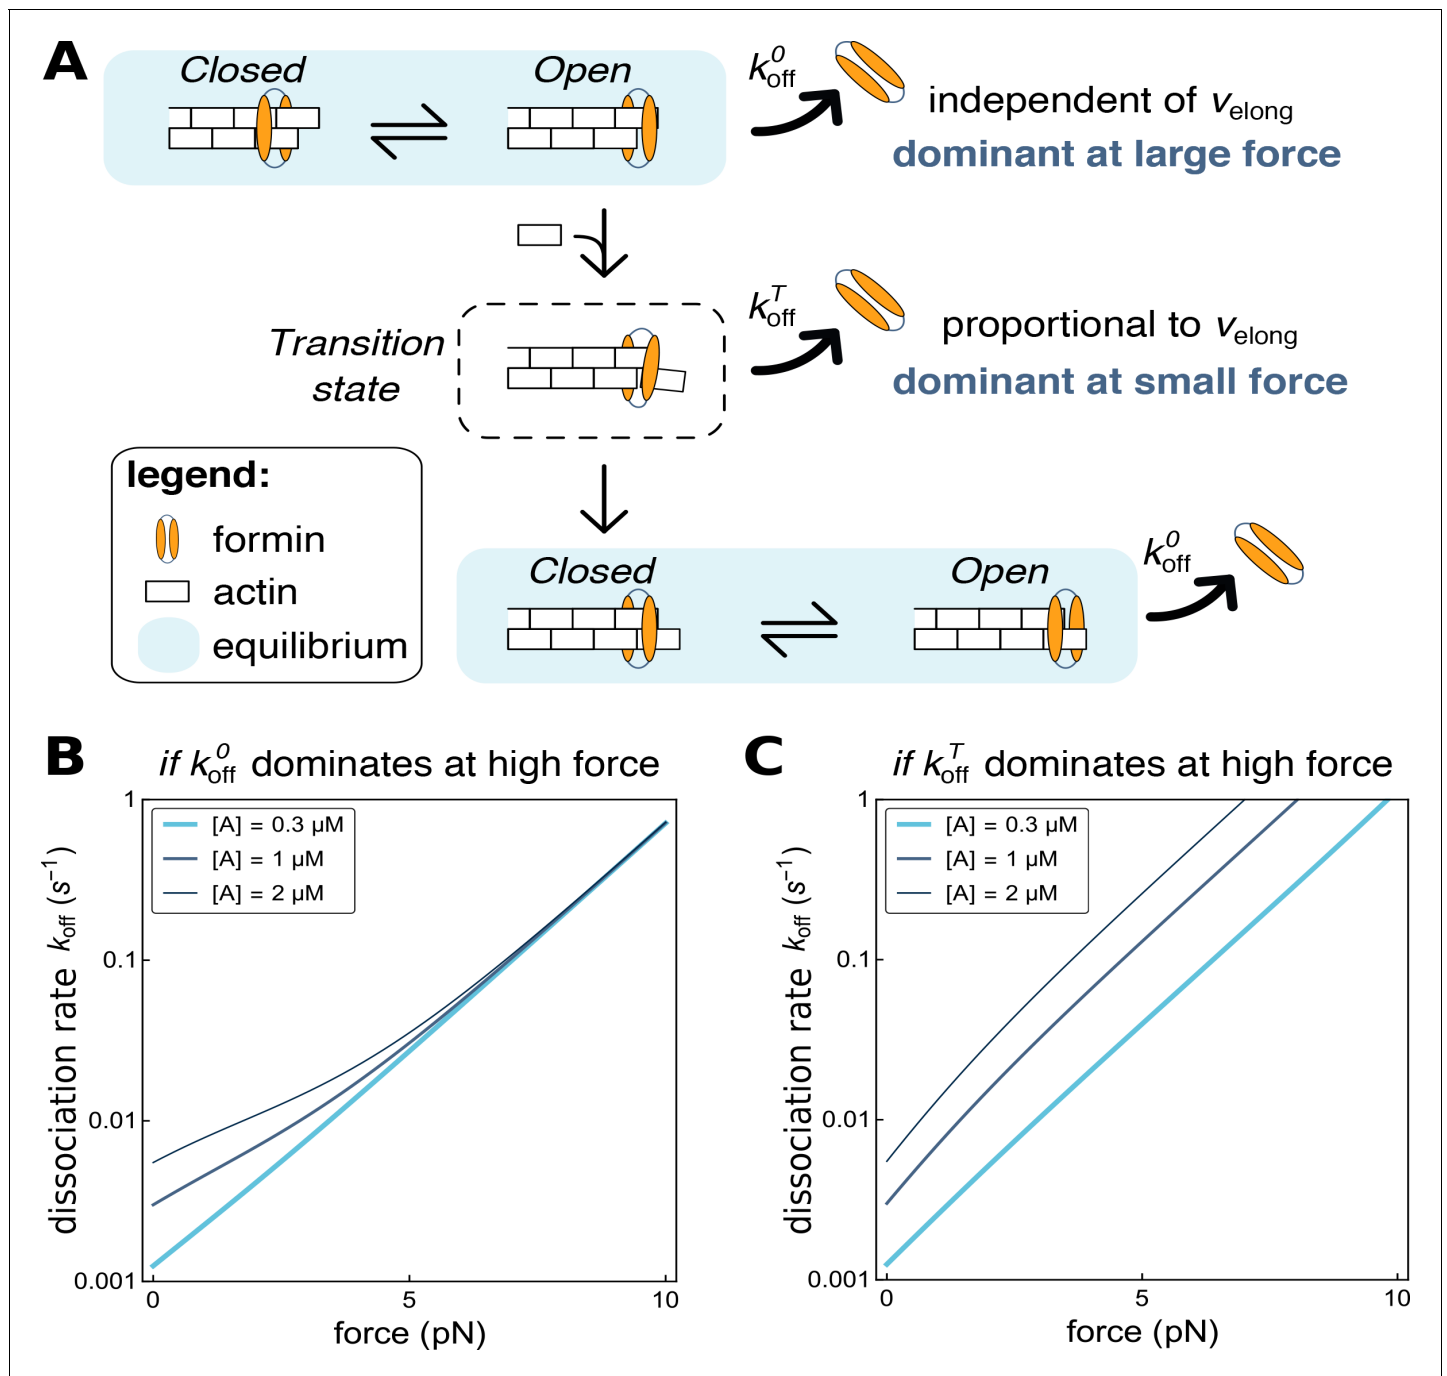 A
Closed
Open
k⁰off
independent of velong
dominant at large force
Transition
state
kᵀoff
proportional to velong
dominant at small force
legend:
formin
actin
equilibrium
Closed
Open
k⁰off
B
if k⁰off dominates at high force
1
0.1
0.01
0.001
dissociation rate koff (s⁻¹)
[A] = 0.3 µM
[A] = 1 µM
[A] = 2 µM
0
5
10
force (pN)
C
if kᵀoff dominates at high force
1
0.1
0.01
0.001
dissociation rate koff (s⁻¹)
[A] = 0.3 µM
[A] = 1 µM
[A] = 2 µM
0
5
10
force (pN)